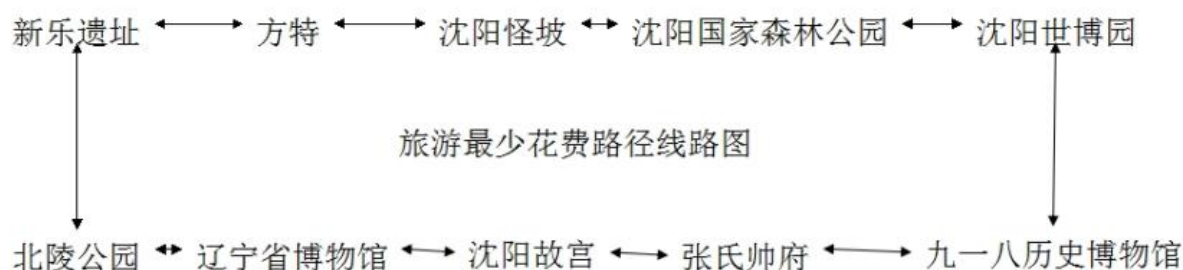 新乐遗址 方特 沈阳怪坡 沈阳国家森林公园 沈阳世博园
旅游最少花费路径线路图
北陵公园 辽宁省博物馆 沈阳故宫 张氏帅府 九一八历史博物馆